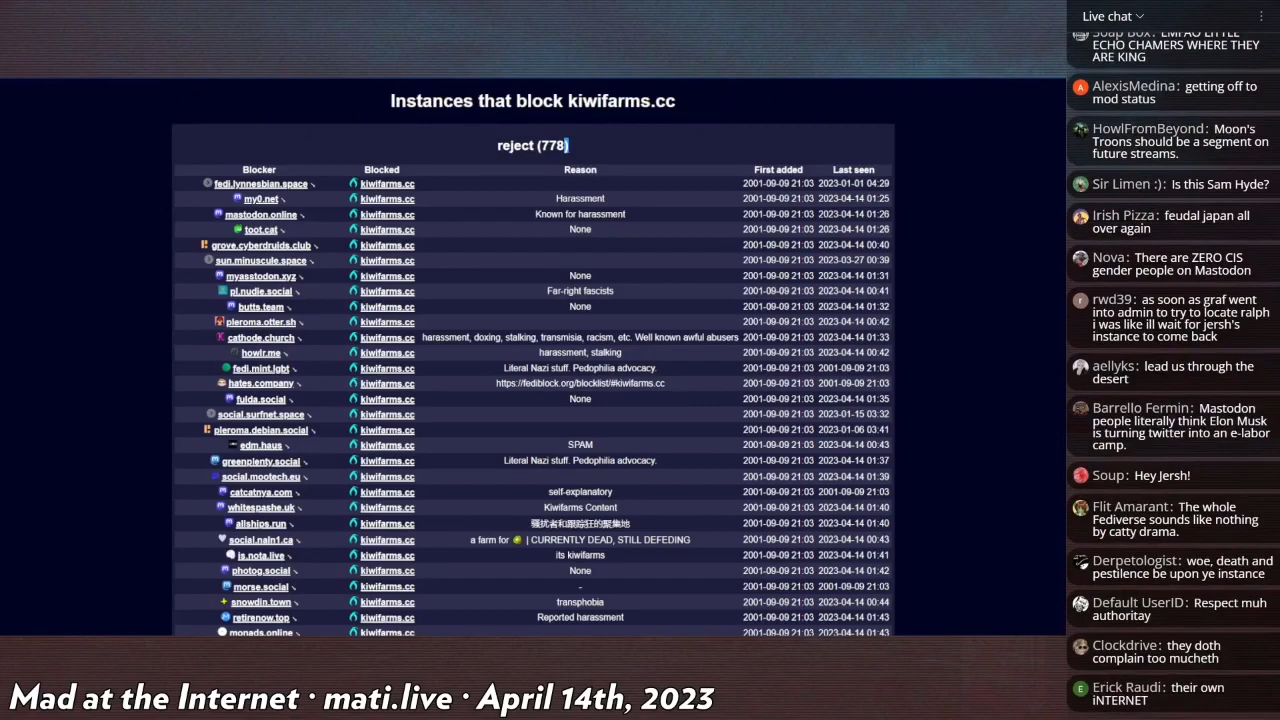 Instances that block kiwifarms.cc
reject (778)
Blocker Blocked Reason First added Last seen
fedi.lynnesbian.space kiwifarms.cc 2001-09-09 21:03 2023-01-01 04:29
my0.net kiwifarms.cc Harassment 2001-09-09 21:03 2023-04-14 01:25
mastodon.online kiwifarms.cc Known for harassment 2001-09-09 21:03 2023-04-14 01:26
toot.cat kiwifarms.cc None 2001-09-09 21:03 2023-04-14 01:26
grove.cyberdruids.club kiwifarms.cc 2001-09-09 21:03 2023-04-14 00:40
sun.minuscule.space kiwifarms.cc 2001-09-09 21:03 2023-03-27 00:39
myasstodon.xyz kiwifarms.cc None 2001-09-09 21:03 2023-04-14 01:31
pl.nudie.social kiwifarms.cc Far-right fascists 2001-09-09 21:03 2023-04-14 00:41
butts.team kiwifarms.cc None 2001-09-09 21:03 2023-04-14 01:32
pleroma.otter.sh kiwifarms.cc 2001-09-09 21:03 2023-04-14 00:42
cathode.church kiwifarms.cc harassment, doxing, stalking, transmisia, racism, etc. Well known awful abusers 2001-09-09 21:03 2023-04-14 01:33
howlr.me kiwifarms.cc harassment, stalking 2001-09-09 21:03 2023-04-14 00:42
fedi.mint.lgbt kiwifarms.cc Literal Nazi stuff. Pedophilia advocacy. 2001-09-09 21:03 2001-09-09 21:03
hates.company kiwifarms.cc https://fediblock.org/blocklist/#kiwifarms.cc 2001-09-09 21:03 2001-09-09 21:03
fulda.social kiwifarms.cc None 2001-09-09 21:03 2023-04-14 01:35
social.surfnet.space kiwifarms.cc 2001-09-09 21:03 2023-01-15 03:32
pleroma.debian.social kiwifarms.cc 2001-09-09 21:03 2023-01-06 03:41
edm.haus kiwifarms.cc SPAM 2001-09-09 21:03 2023-04-14 00:43
greenplenty.social kiwifarms.cc Literal Nazi stuff. Pedophilia advocacy. 2001-09-09 21:03 2023-04-14 01:37
social.mootech.eu kiwifarms.cc 2001-09-09 21:03 2023-04-14 01:39
catcatnya.com kiwifarms.cc self-explanatory 2001-09-09 21:03 2001-09-09 21:03
whitespashe.uk kiwifarms.cc Kiwifarms Content 2001-09-09 21:03 2023-04-14 01:40
allships.run kiwifarms.cc 骚扰者和跟踪狂的聚集地 2001-09-09 21:03 2023-04-14 01:40
social.naln1.ca kiwifarms.cc a farm for | CURRENTLY DEAD, STILL DEFEDING 2001-09-09 21:03 2023-04-14 00:43
is.nota.live kiwifarms.cc its kiwifarms 2001-09-09 21:03 2023-04-14 01:41
photog.social kiwifarms.cc None 2001-09-09 21:03 2023-04-14 01:42
morse.social kiwifarms.cc - 2001-09-09 21:03 2001-09-09 21:03
snowdin.town kiwifarms.cc transphobia 2001-09-09 21:03 2023-04-14 00:44
retirenow.top kiwifarms.cc Reported harassment 2001-09-09 21:03 2023-04-14 01:43
monads.online kiwifarms.cc 2001-09-09 21:03 2023-04-14 01:43
Mad at the Internet · mati.live · April 14th, 2023
Live chat
Soap Box: LMFAO LITTLE
ECHO CHAMERS WHERE THEY
ARE KING
AlexisMedina: getting off to
mod status
HowlFromBeyond: Moon's
Troons should be a segment on
future streams.
Sir Limen :): Is this Sam Hyde?
Irish Pizza: feudal japan all
over again
Nova: There are ZERO CIS
gender people on Mastodon
rwd39: as soon as graf went
into admin to try to locate ralph
i was like ill wait for jersh's
instance to come back
aellyks: lead us through the
desert
Barrello Fermin: Mastodon
people literally think Elon Musk
is turning twitter into an e-labor
camp.
Soup: Hey Jersh!
Flit Amarant: The whole
Fediverse sounds like nothing
by catty drama.
Derpetologist: woe, death and
pestilence be upon ye instance
Default UserID: Respect muh
authoritay
Clockdrive: they doth
complain too mucheth
Erick Raudi: their own
iNTERNET